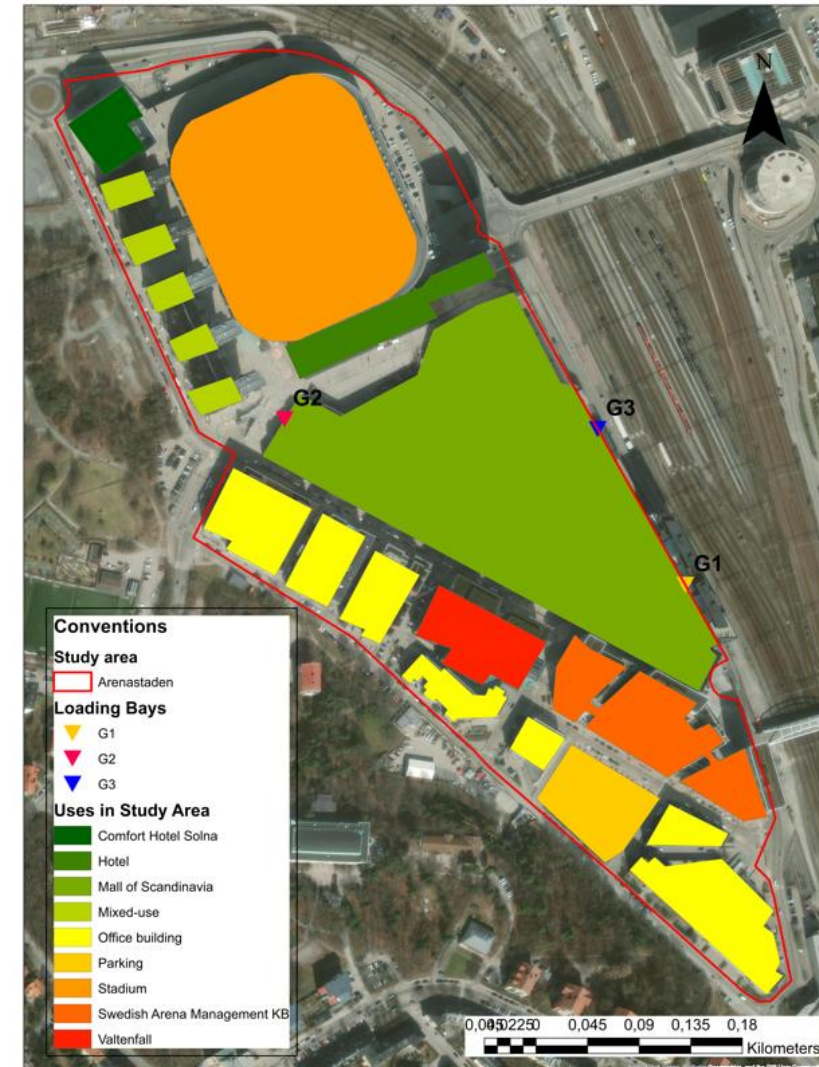 N
G2
G3
G1
Conventions
Study area
Arenastaden
Loading Bays
G1
G2
G3
Uses in Study Area
Comfort Hotel Solna
Hotel
Mall of Scandinavia
Mixed-use
Office building
Parking
Stadium
Swedish Arena Management KB
Valtenfall
0,045 0,09 0,135 0,18
Kilometers